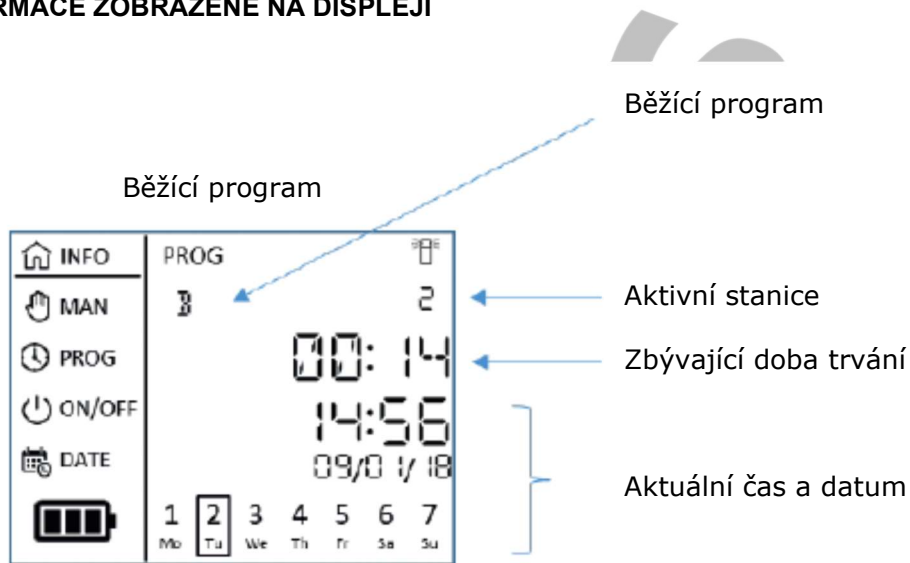 RMACE ZOBRAZENÉ NA DISPLEJI
Běžící program
Běžící program
INFO
PROG
MAN
B
2
Aktivní stanice
PROG
00:14
Zbývající doba trvání
ON/OFF
14:56
DATE
09/01/18
Aktuální čas a datum
1 2 3 4 5 6 7
Mo Tu We Th Fr Sa Su